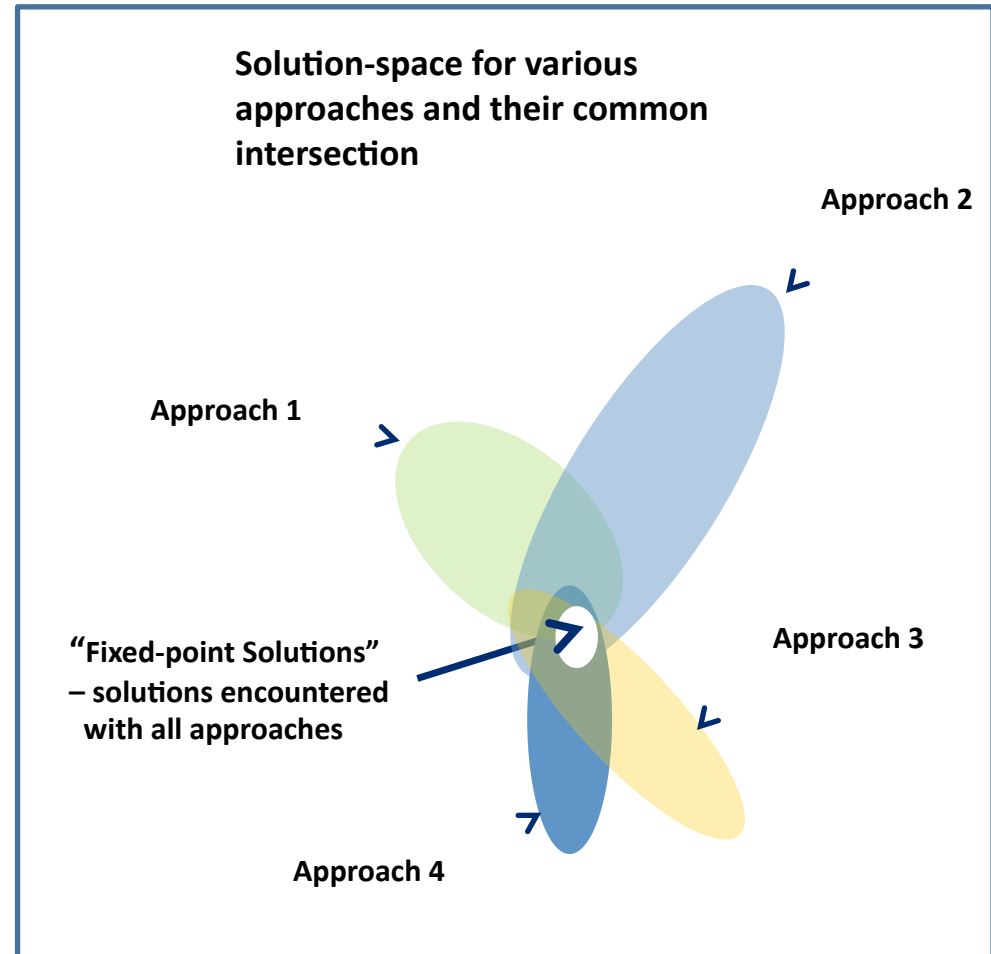 Solution-space for various
approaches and their common
intersection
Approach 2
Approach 1
“Fixed-point Solutions”
– solutions encountered
with all approaches
Approach 3
Approach 4